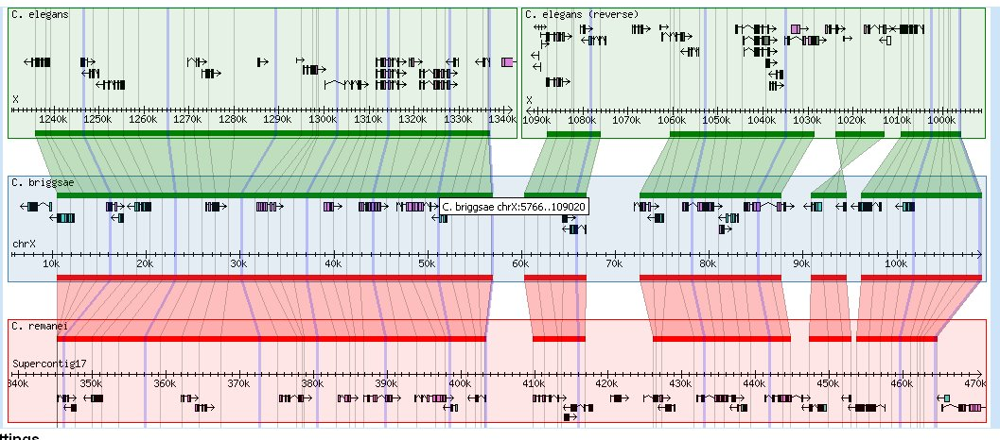 C. elegans
C. elegans (reverse)
X
1240k 1250k 1260k 1270k 1280k 1290k 1300k 1310k 1320k 1330k 1340k
X
1090k 1080k 1070k 1060k 1050k 1040k 1030k 1020k 1010k 1000k
C. briggsae
C. briggsae chrX:5766..109020
chrX
10k 20k 30k 40k 50k 60k 70k 80k 90k 100k
C. remanei
Supercontig17
340k 350k 360k 370k 380k 390k 400k 410k 420k 430k 440k 450k 460k 470k
ttings